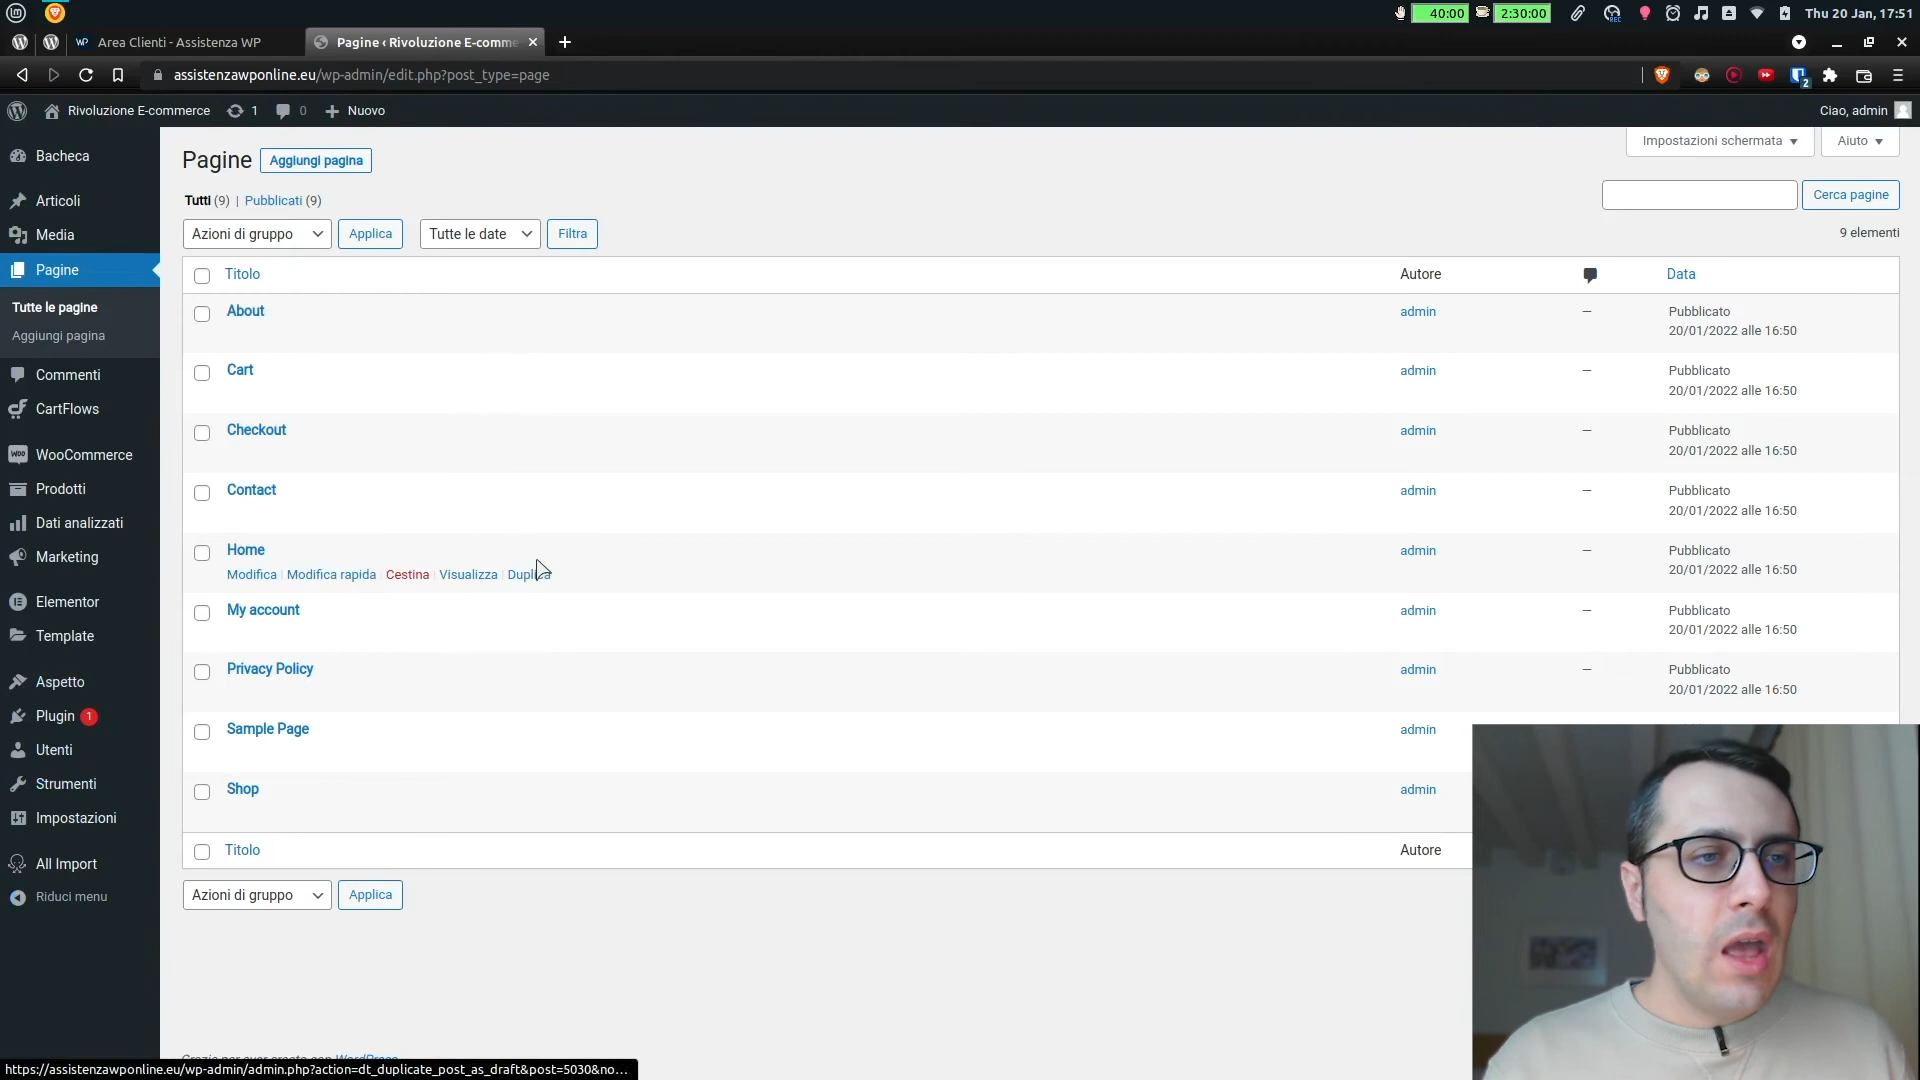 40:00
2:30:00
Thu 20 Jan, 17:51
Area Clienti - Assistenza WP
Pagine ‹ Rivoluzione E-comme
assistenzawponline.eu/wp-admin/edit.php?post_type=page
2
Rivoluzione E-commerce
1
0
Nuovo
Ciao, admin
Bacheca
Articoli
Media
Pagine
Tutte le pagine
Aggiungi pagina
Commenti
CartFlows
WooCommerce
Prodotti
Dati analizzati
Marketing
Elementor
Template
Aspetto
Plugin 1
Utenti
Strumenti
Impostazioni
All Import
Riduci menu
Pagine
Aggiungi pagina
Impostazioni schermata
Aiuto
Tutti (9) | Pubblicati (9)
Cerca pagine
Azioni di gruppo
Applica
Tutte le date
Filtra
9 elementi
Titolo
Autore
Data
About
admin
—
Pubblicato
20/01/2022 alle 16:50
Cart
admin
—
Pubblicato
20/01/2022 alle 16:50
Checkout
admin
—
Pubblicato
20/01/2022 alle 16:50
Contact
admin
—
Pubblicato
20/01/2022 alle 16:50
Home
admin
—
Pubblicato
20/01/2022 alle 16:50
Modifica | Modifica rapida | Cestina | Visualizza | Duplica
My account
admin
—
Pubblicato
20/01/2022 alle 16:50
Privacy Policy
admin
—
Pubblicato
20/01/2022 alle 16:50
Sample Page
admin
Shop
admin
Titolo
Autore
Azioni di gruppo
Applica
https://assistenzawponline.eu/wp-admin/admin.php?action=dt_duplicate_post_as_draft&post=5030&no...